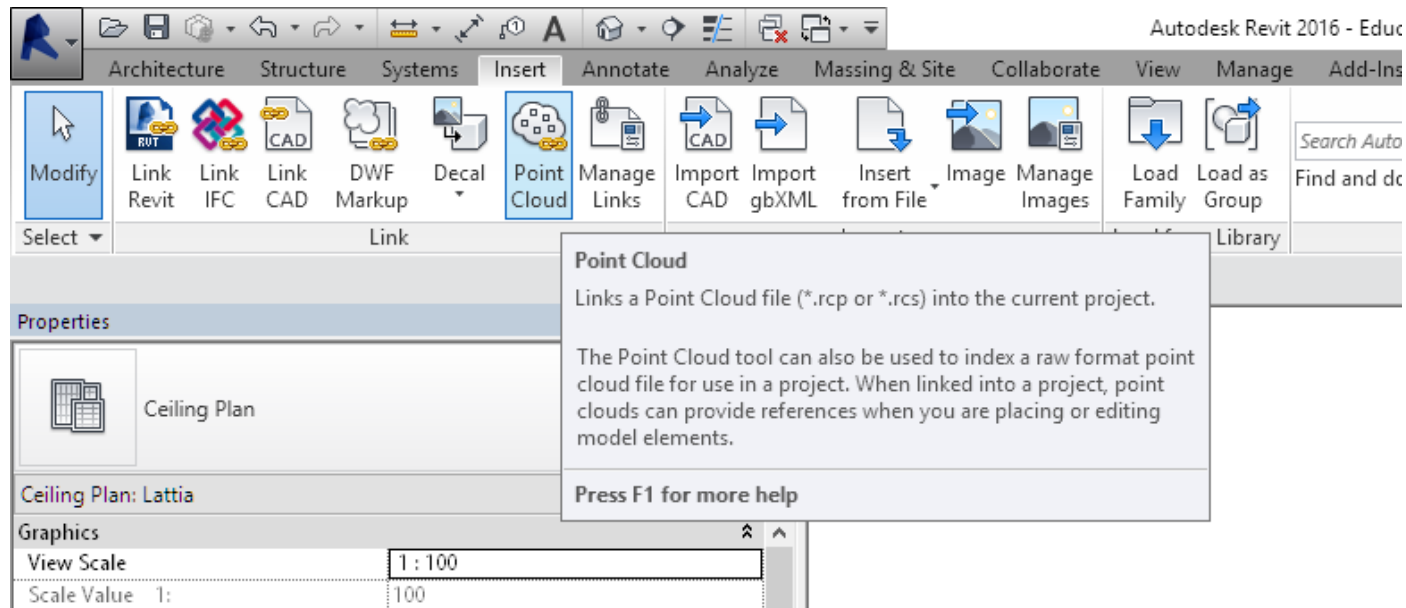 Autodesk Revit 2016 -
Architecture Structure Systems Insert Annotate Analyze Massing & Site Collaborate View Manage Add-Ins
Modify
Link Revit
RVT
Link IFC
Link CAD
CAD
DWF Markup
Decal
Point Cloud
Manage Links
Import CAD
CAD
Import gbXML
Insert from File
Image
Manage Images
Load Family
Load as Group
Search
Find and
Select
Link
Library
Point Cloud
Links a Point Cloud file (*.rcp or *.rcs) into the current project.
The Point Cloud tool can also be used to index a raw format point
cloud file for use in a project. When linked into a project, point
clouds can provide references when you are placing or editing
model elements.
Press F1 for more help
Properties
Ceiling Plan
Ceiling Plan: Lattia
Graphics
View Scale 1 : 100
Scale Value 1: 100